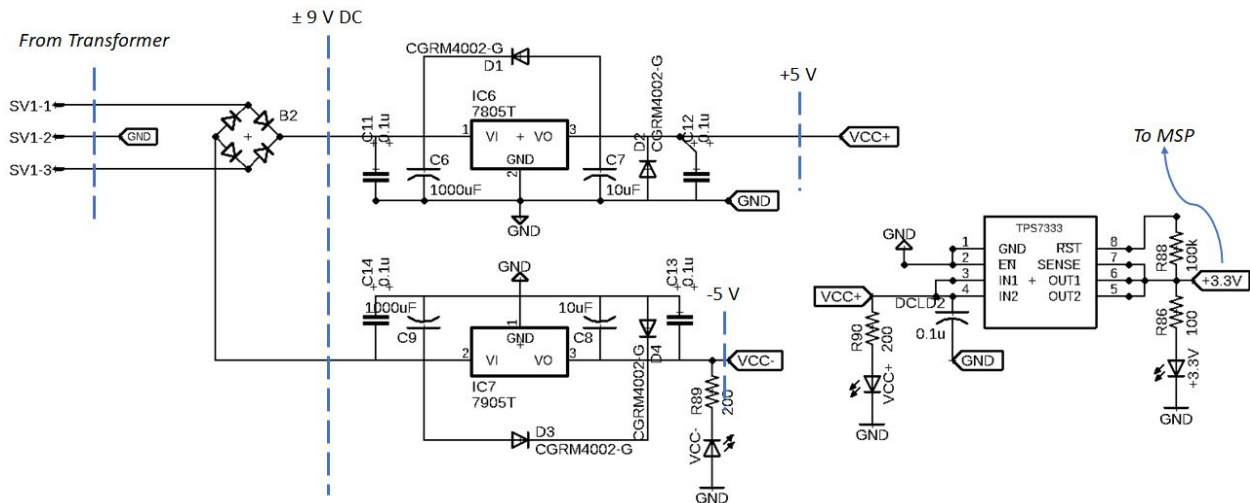 ± 9 V DC
From Transformer
CGRM4002-G
D1
+5 V
SV1-1
SV1-2
SV1-3
GND
B2
C11
0.1u
IC6
7805T
1
VI
+
VO
3
GND
2
C6
1000uF
C7
10uF
D2
CGRM4002-G
C12
0.1u
VCC+
GND
GND
To MSP
TPS7333
GND
1
GND
RST
8
2
EN
SENSE
7
3
IN1
+
OUT1
6
4
IN2
OUT2
5
R88
100k
+3.3V
VCC+
DCLD2
0.1u
GND
R90
200
VCC+
GND
R86
100
+3.3V
GND
C14
0.1u
GND
C13
0.1u
-5 V
1000uF
C9
10uF
C8
1
GND
+
2
VI
VO
3
IC7
7905T
D4
CGRM4002-G
VCC-
R89
200
D3
CGRM4002-G
VCC-
GND